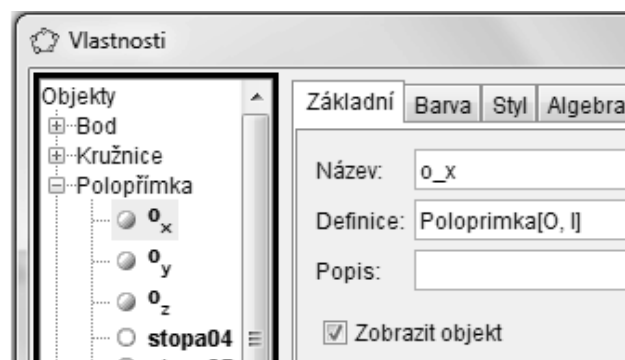 Vlastnosti
Objekty
Bod
Kružnice
Polopřímka
o_x
o_y
o_z
stopa04
Základní Barva Styl Algebra
Název: o_x
Definice: Poloprimka[O, I]
Popis:
Zobrazit objekt